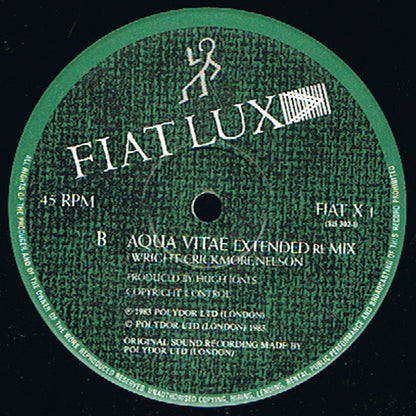 FIAT LUX
45 RPM
FIAT X 1
B
AQUA VITAE EXTENDED RE MIX
WRIGHT.CRICKMORE.NELSON
PRODUCED BY HUGH JONES
COPYRIGHT CONTROL
℗ 1983 POLYDOR LTD (LONDON)
© POLYDOR LTD (LONDON) 1983
ORIGINAL SOUND RECORDING MADE BY
POLYDOR LTD (LONDON)
ALL RIGHTS OF THE PRODUCER AND OF THE OWNER OF THE WORK REPRODUCED RESERVED. UNAUTHORISED COPYING, HIRING, LENDING, RENTAL PUBLIC PERFORMANCE AND BROADCASTING OF THIS RECORD PROHIBITED.